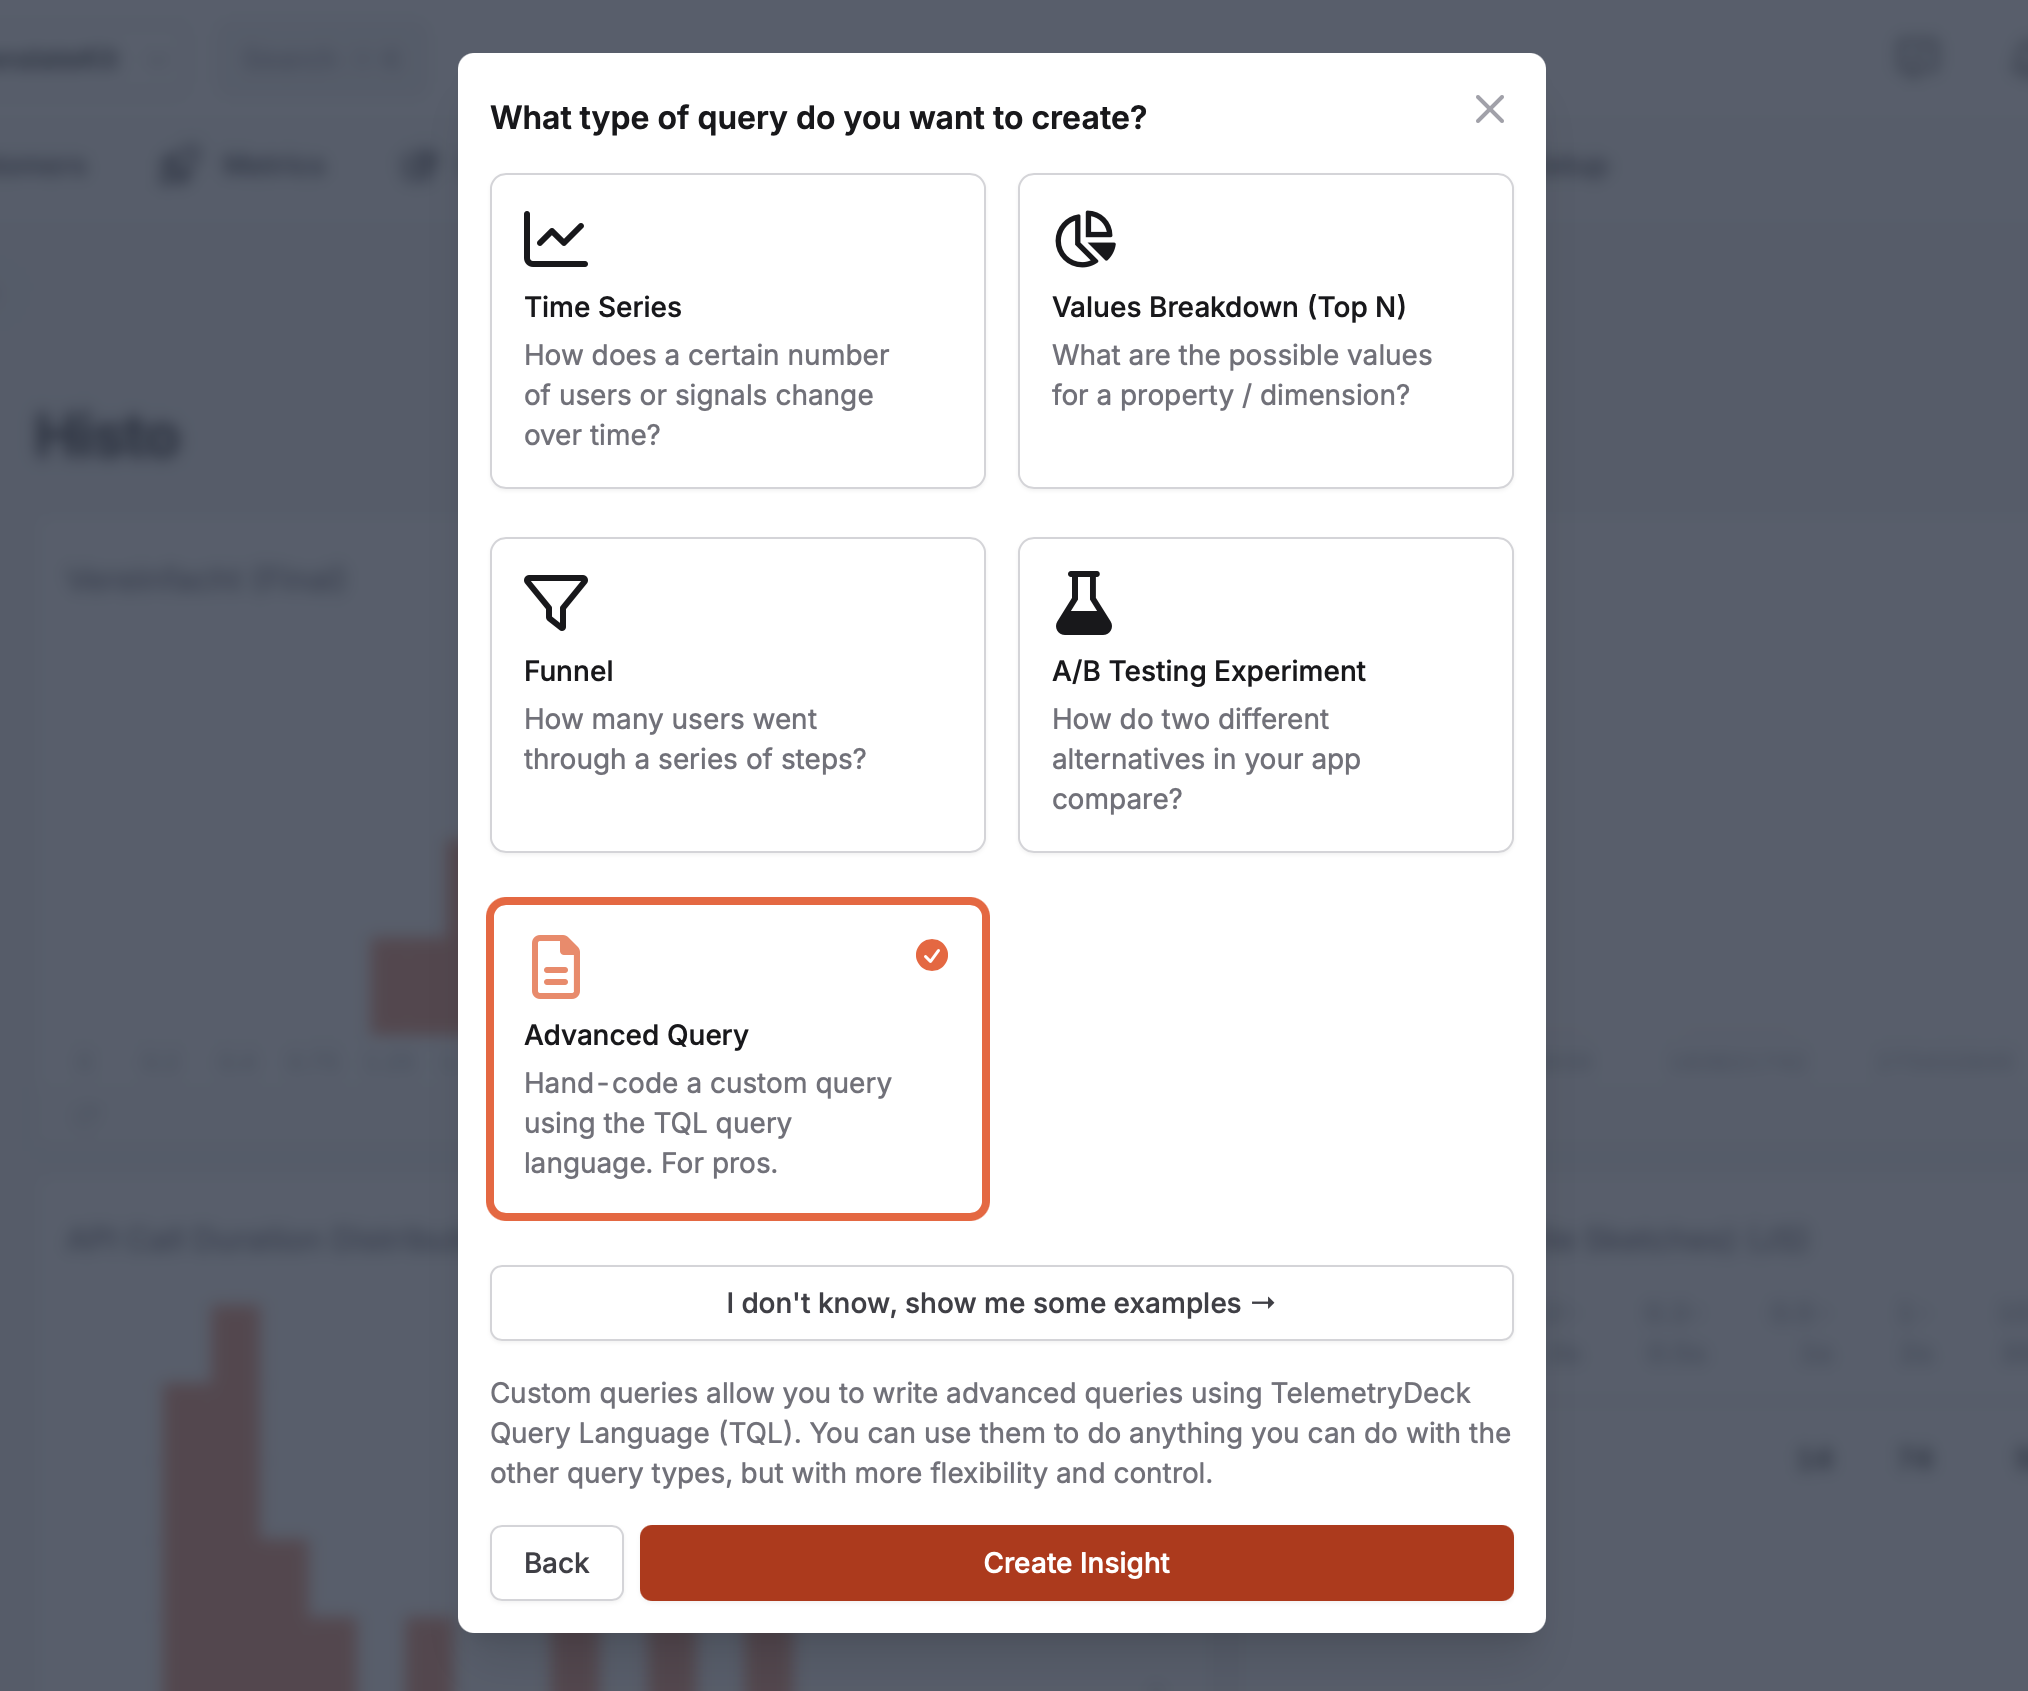 What type of query do you want to create?
Time Series
How does a certain number
of users or signals change
over time?
Values Breakdown (Top N)
What are the possible values
for a property / dimension?
Funnel
How many users went
through a series of steps?
A/B Testing Experiment
How do two different
alternatives in your app
compare?
Advanced Query
Hand-code a custom query
using the TQL query
language. For pros.
I don't know, show me some examples →
Custom queries allow you to write advanced queries using TelemetryDeck
Query Language (TQL). You can use them to do anything you can do with the
other query types, but with more flexibility and control.
Back
Create Insight
Metrics
Histo
API Call Duration